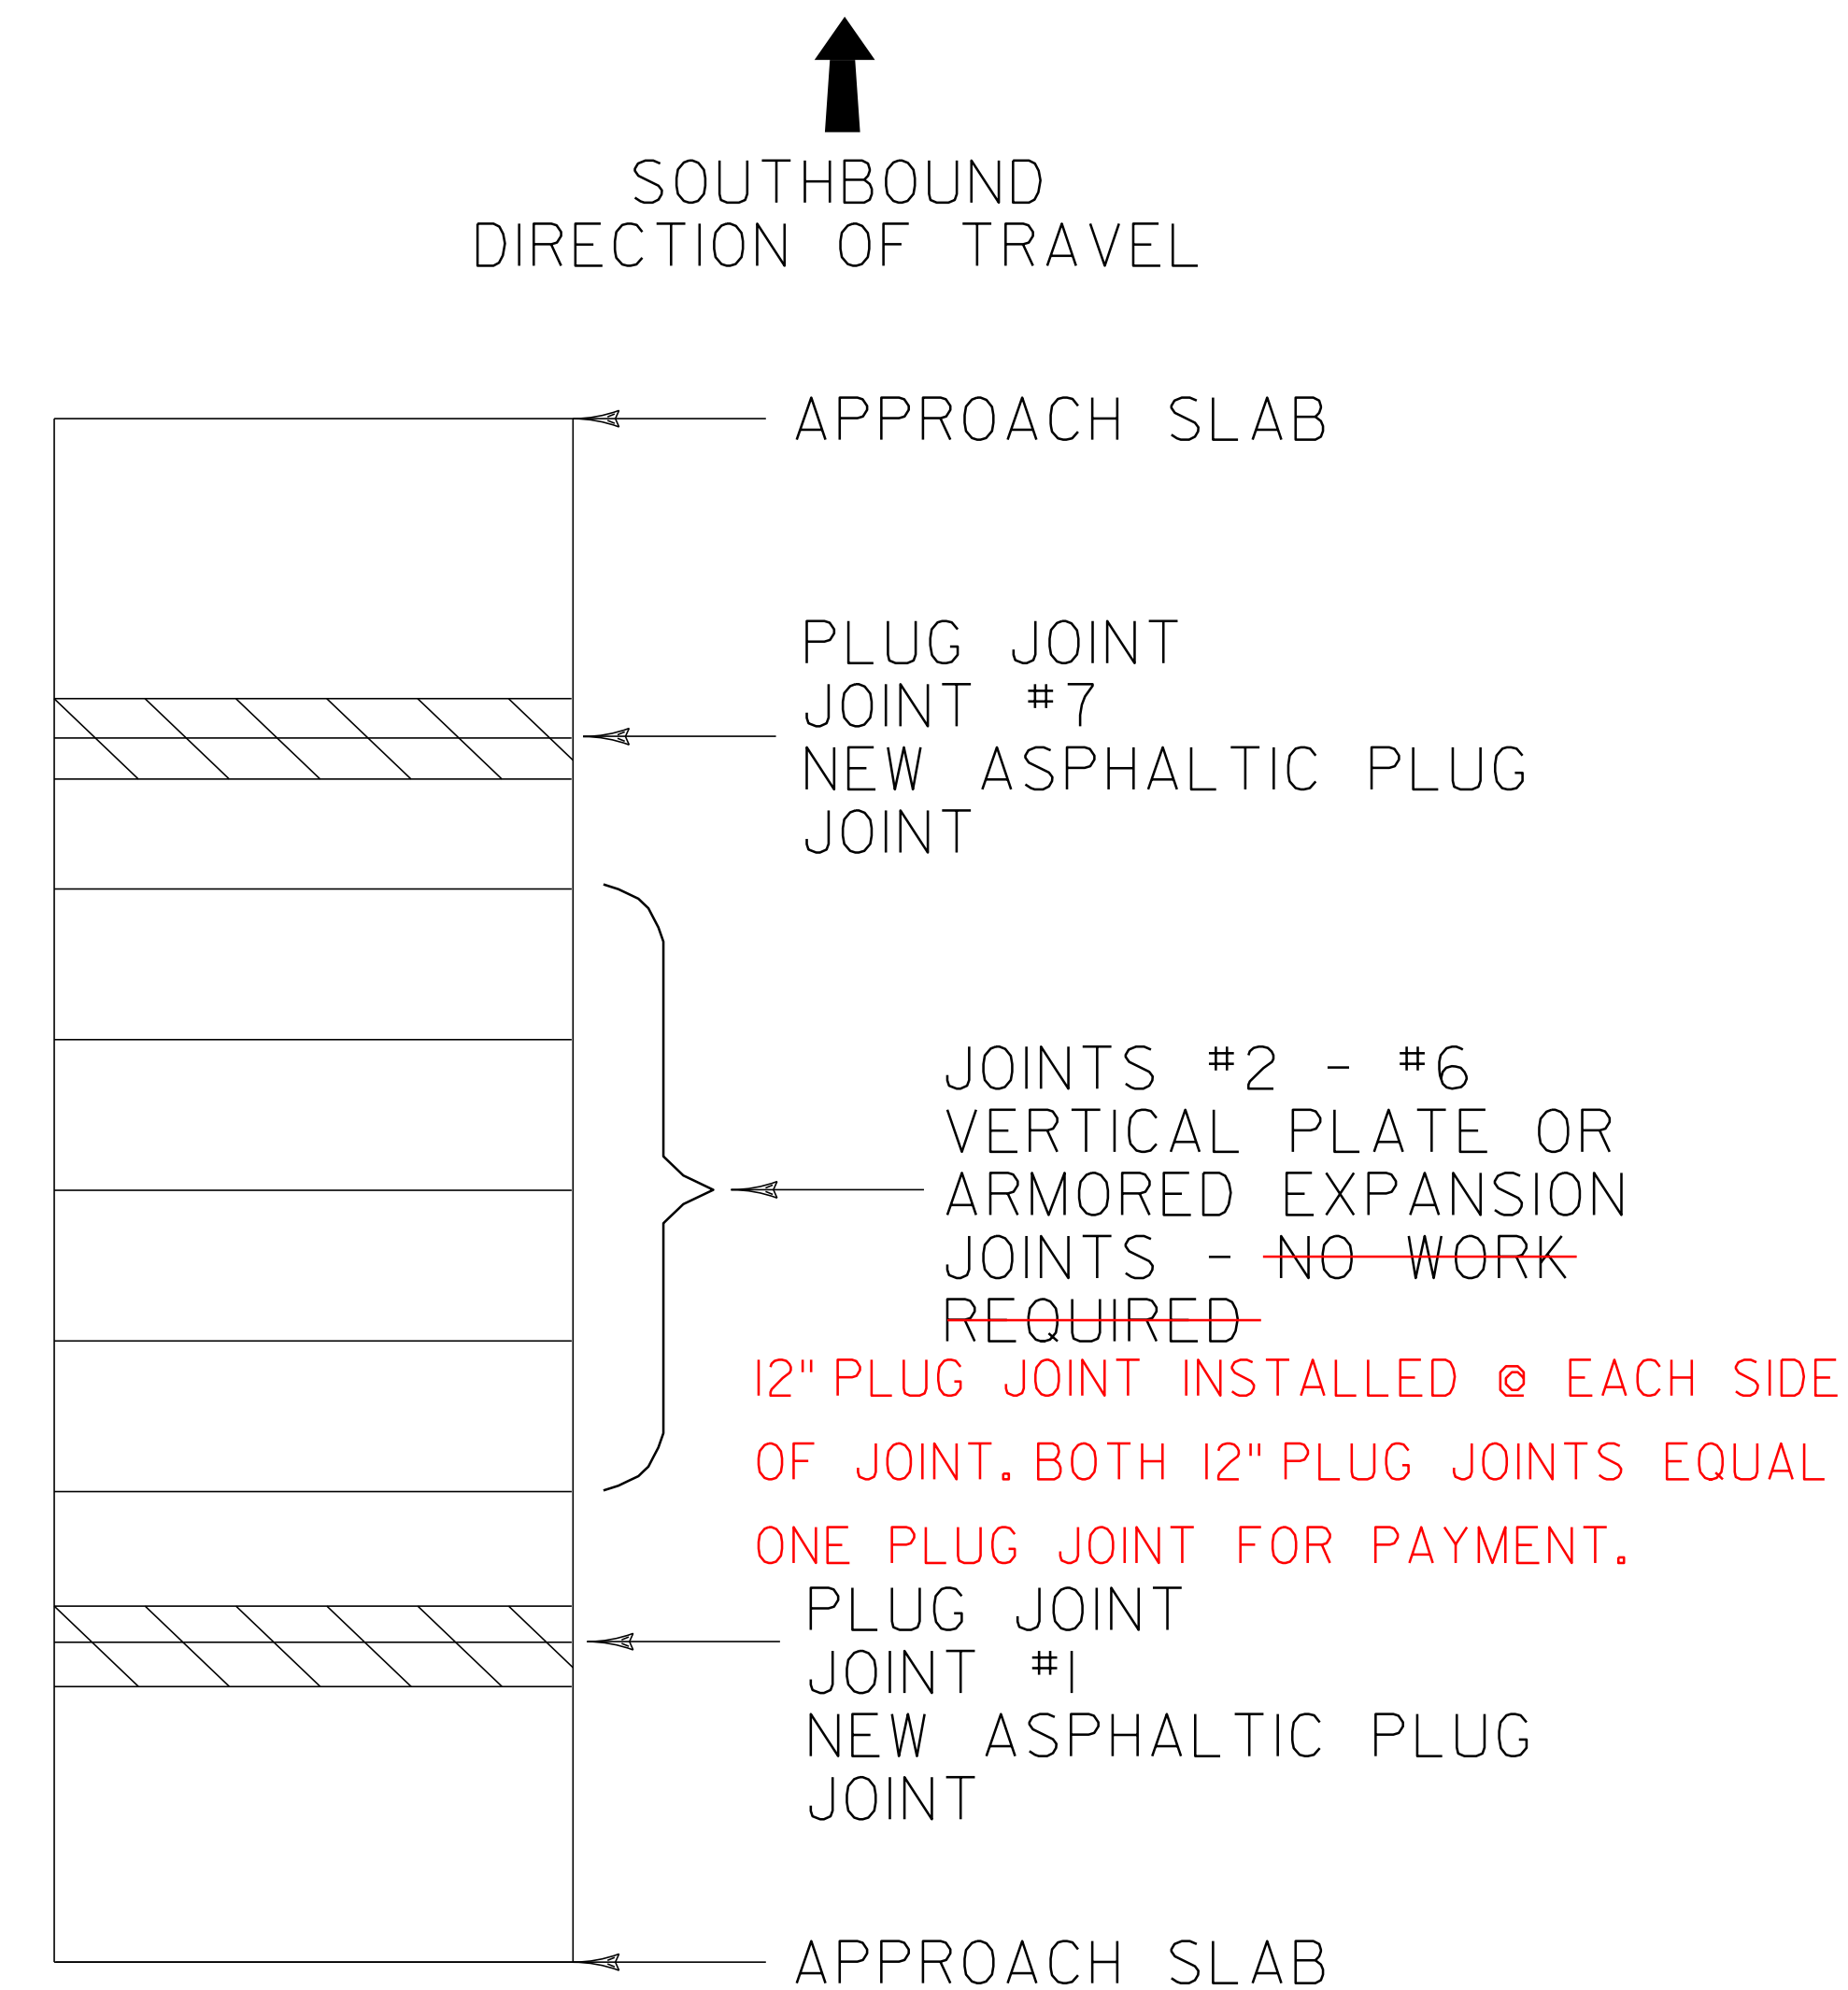 SOUTHBOUND
DIRECTION OF TRAVEL
APPROACH SLAB
PLUG JOINT
JOINT #7
NEW ASPHALTIC PLUG
JOINT
JOINTS #2 - #6
VERTICAL PLATE OR
ARMORED EXPANSION
JOINTS - NO WORK
REQUIRED
12" PLUG JOINT INSTALLED @ EACH SIDE
OF JOINT. BOTH 12" PLUG JOINTS EQUAL
ONE PLUG JOINT FOR PAYMENT.
PLUG JOINT
JOINT #1
NEW ASPHALTIC PLUG
JOINT
APPROACH SLAB